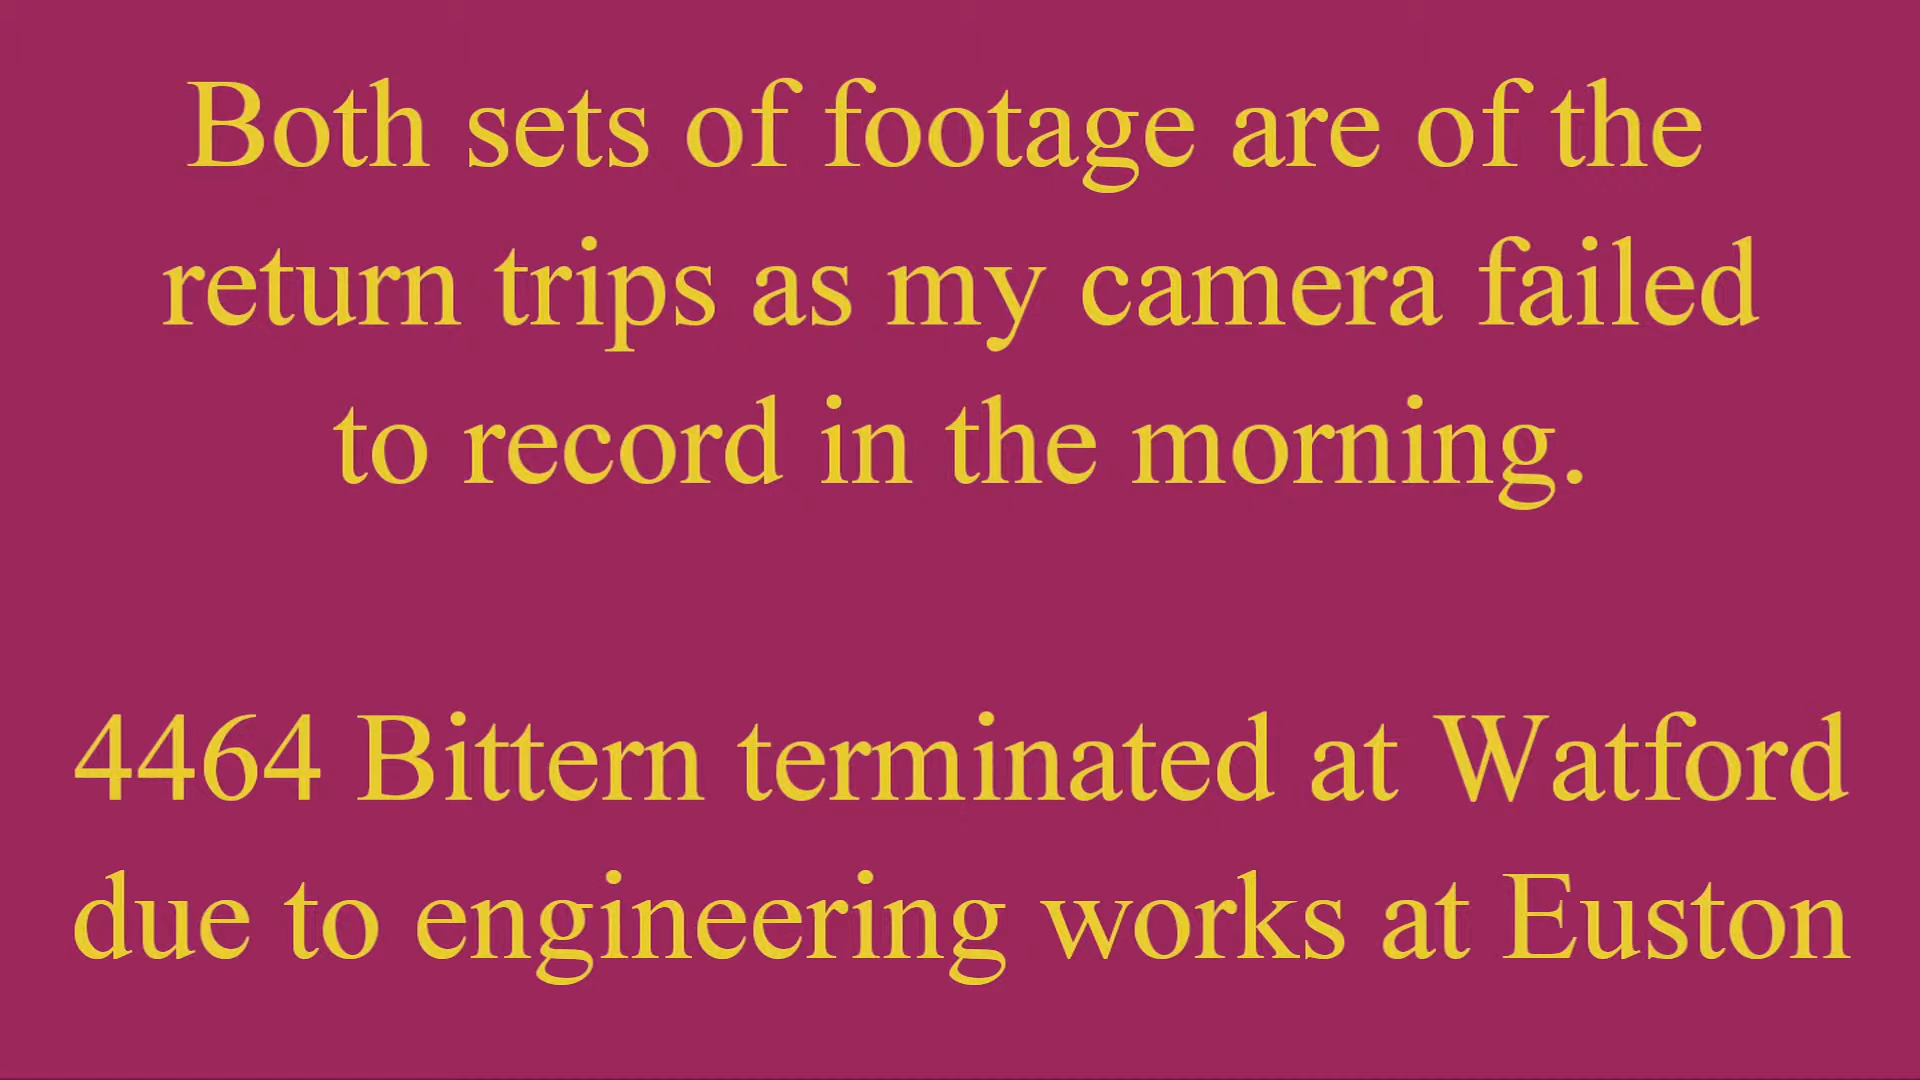 Both sets of footage are of the
return trips as my camera failed
to record in the morning.
4464 Bittern terminated at Watford
due to engineering works at Euston